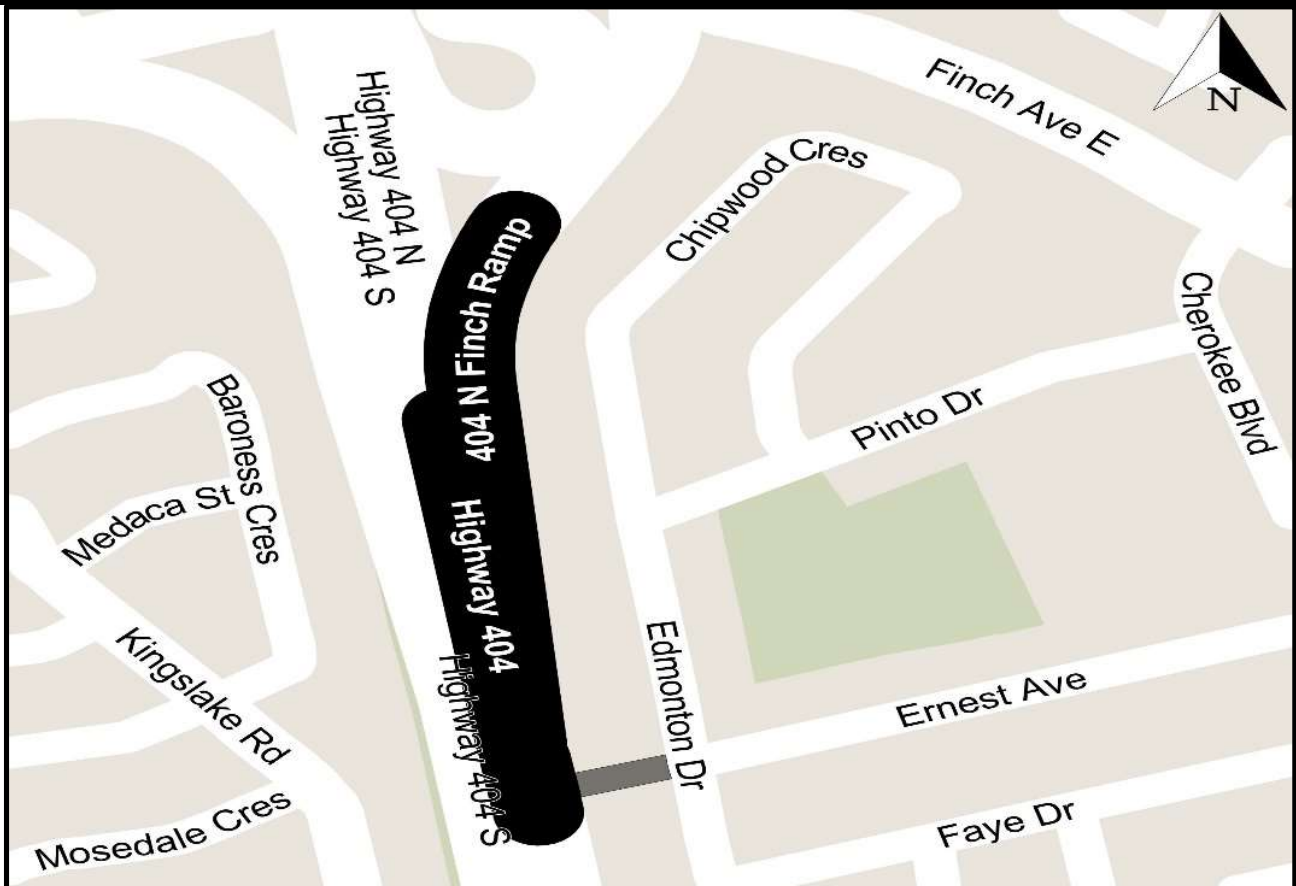 Finch Ave E
N
Highway 404 N
Highway 404 S
Chipwood Cres
404 N Finch Ramp
Cherokee Blvd
Baroness Cres
Pinto Dr
Medaca St
Highway 404
Kingslake Rd
Edmonton Dr
Highway 404 S
Ernest Ave
Mosedale Cres
Faye Dr